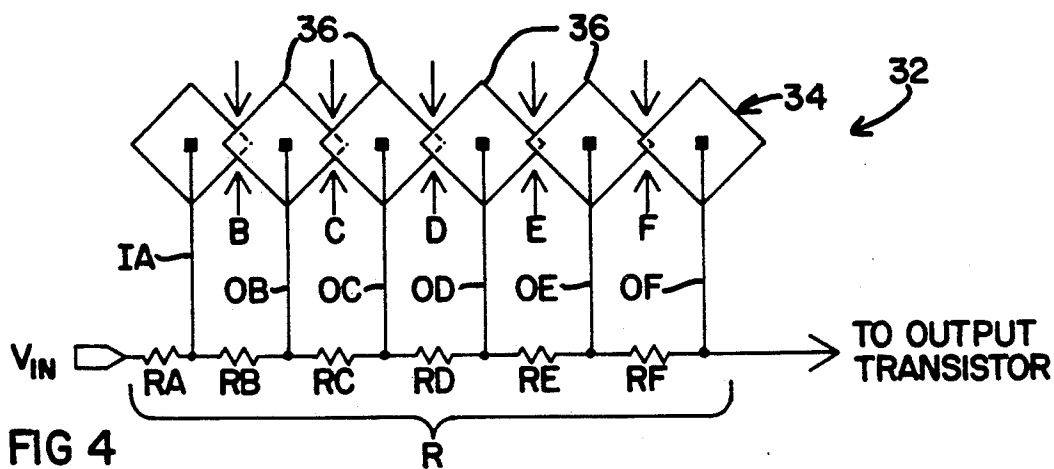 36 36
34 32
B C D E F
IA OB OC OD OE OF
VIN RA RB RC RD RE RF TO OUTPUT
TRANSISTOR
R
FIG 4